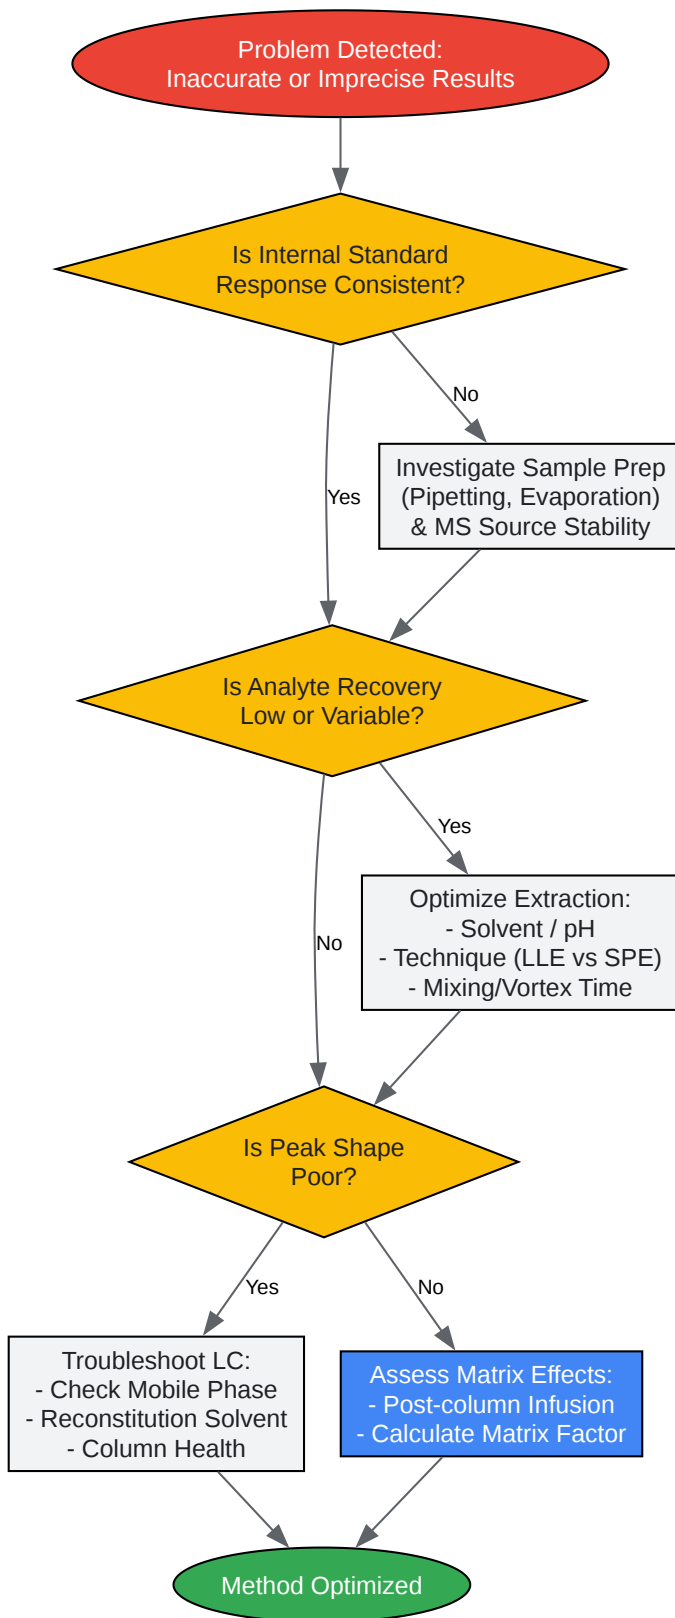 Problem Detected:
Inaccurate or Imprecise Results
Is Internal Standard
Response Consistent?
No
Investigate Sample Prep
(Pipetting, Evaporation)
& MS Source Stability
Yes
Is Analyte Recovery
Low or Variable?
Yes
Optimize Extraction:
- Solvent / pH
- Technique (LLE vs SPE)
- Mixing/Vortex Time
No
Is Peak Shape
Poor?
Yes
No
Troubleshoot LC:
- Check Mobile Phase
- Reconstitution Solvent
- Column Health
Assess Matrix Effects:
- Post-column Infusion
- Calculate Matrix Factor
Method Optimized